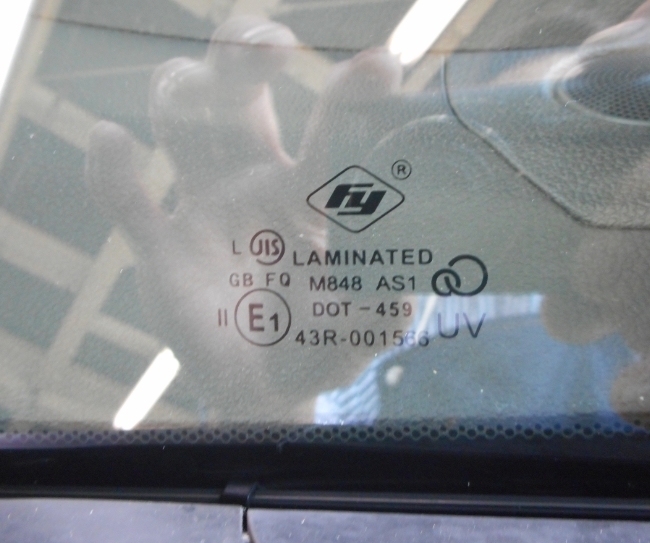 fy ®
L JIS LAMINATED
GB FQ M848 AS1
II E1 DOT-459
43R-001566 UV